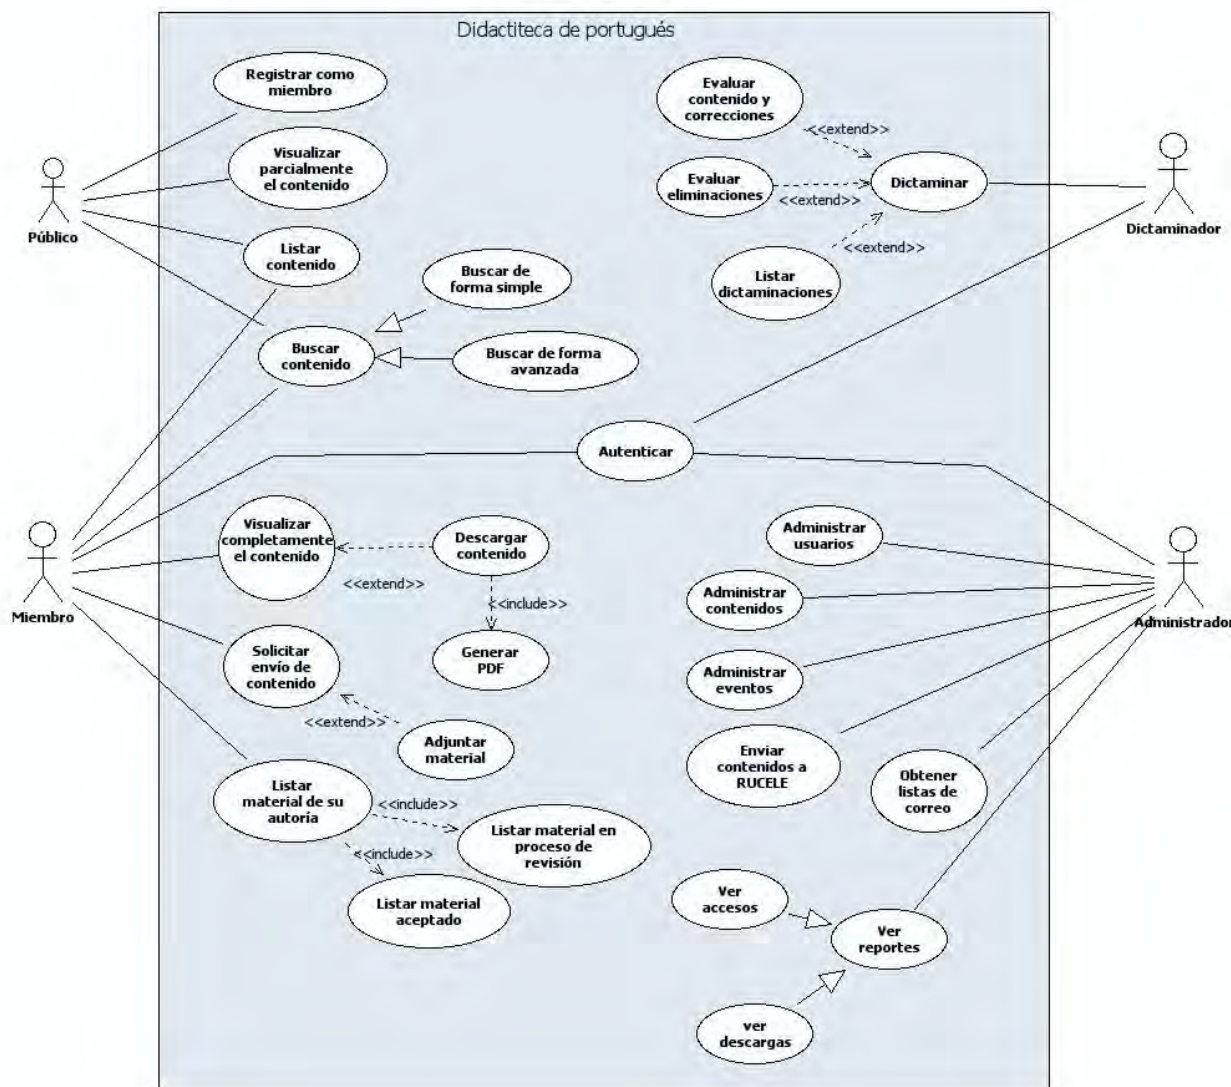 Didactiteca de portugués
Registrar como
miembro
Visualizar
parcialmente
el contenido
Público
Listar
contenido
Buscar de
forma simple
Buscar
contenido
Buscar de forma
avanzada
Evaluar
contenido y
correcciones
<<extend>>
Evaluar
eliminaciones
<<extend>>
Dictaminar
<<extend>>
Listar
dictaminaciones
Dictaminador
Autenticar
Visualizar
completamente
el contenido
<<extend>>
Descargar
contenido
<<include>>
Generar
PDF
Miembro
Solicitar
envío de
contenido
<<extend>>
Adjuntar
material
Listar
material de su
autoría
<<include>>
Listar material en
proceso de
revisión
<<include>>
Listar material
aceptado
Administrar
usuarios
Administrar
contenidos
Administrador
Administrar
eventos
Enviar
contenidos a
RUCELE
Obtener
listas de
correo
Ver
accesos
Ver
reportes
ver
descargas